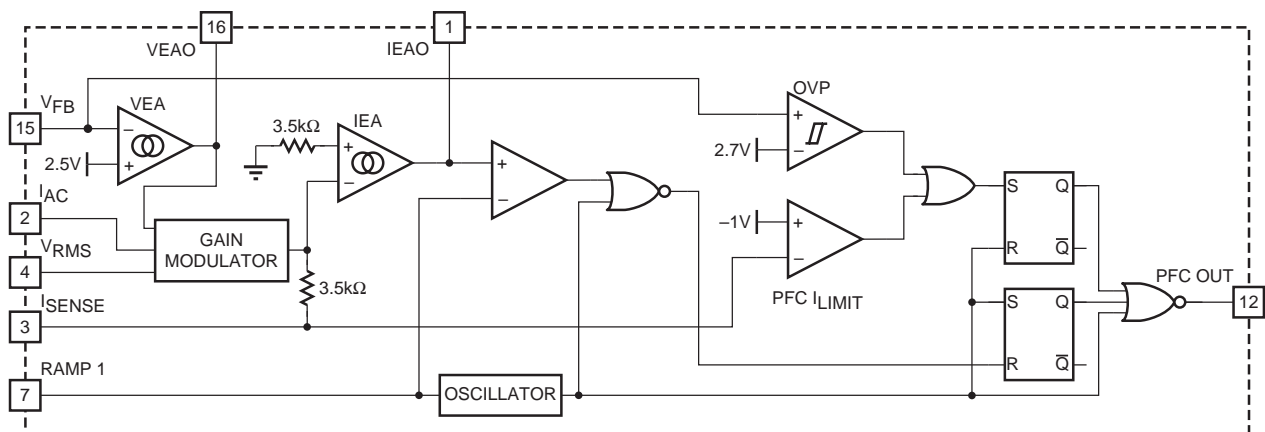 16
VEAO
1
IEAO
15
VFB
VEA
−
+
2.5V
3.5kΩ
IEA
+
−
+
−
OVP
+
−
2.7V
IAC
2
VRMS
4
GAIN
MODULATOR
3.5kΩ
–1V
+
−
PFC ILIMIT
S
Q
R
Q
S
Q
R
Q
PFC OUT
12
ISENSE
3
RAMP 1
7
OSCILLATOR